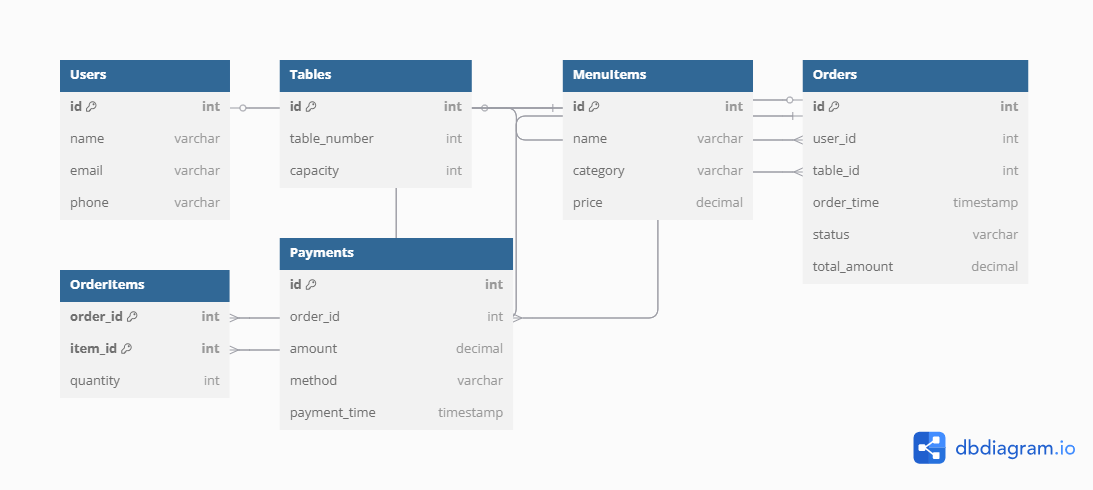 Users
id int
name varchar
email varchar
phone varchar
Tables
id int
table_number int
capacity int
MenuItems
id int
name varchar
category varchar
price decimal
Orders
id int
user_id int
table_id int
order_time timestamp
status varchar
total_amount decimal
OrderItems
order_id int
item_id int
quantity int
Payments
id int
order_id int
amount decimal
method varchar
payment_time timestamp
dbdiagram.io